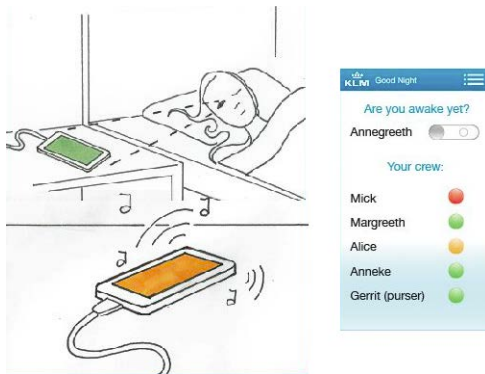 KLM Good Night
Are you awake yet?
Annegreeth
Your crew:
Mick
Margreeth
Alice
Anneke
Gerrit (purser)